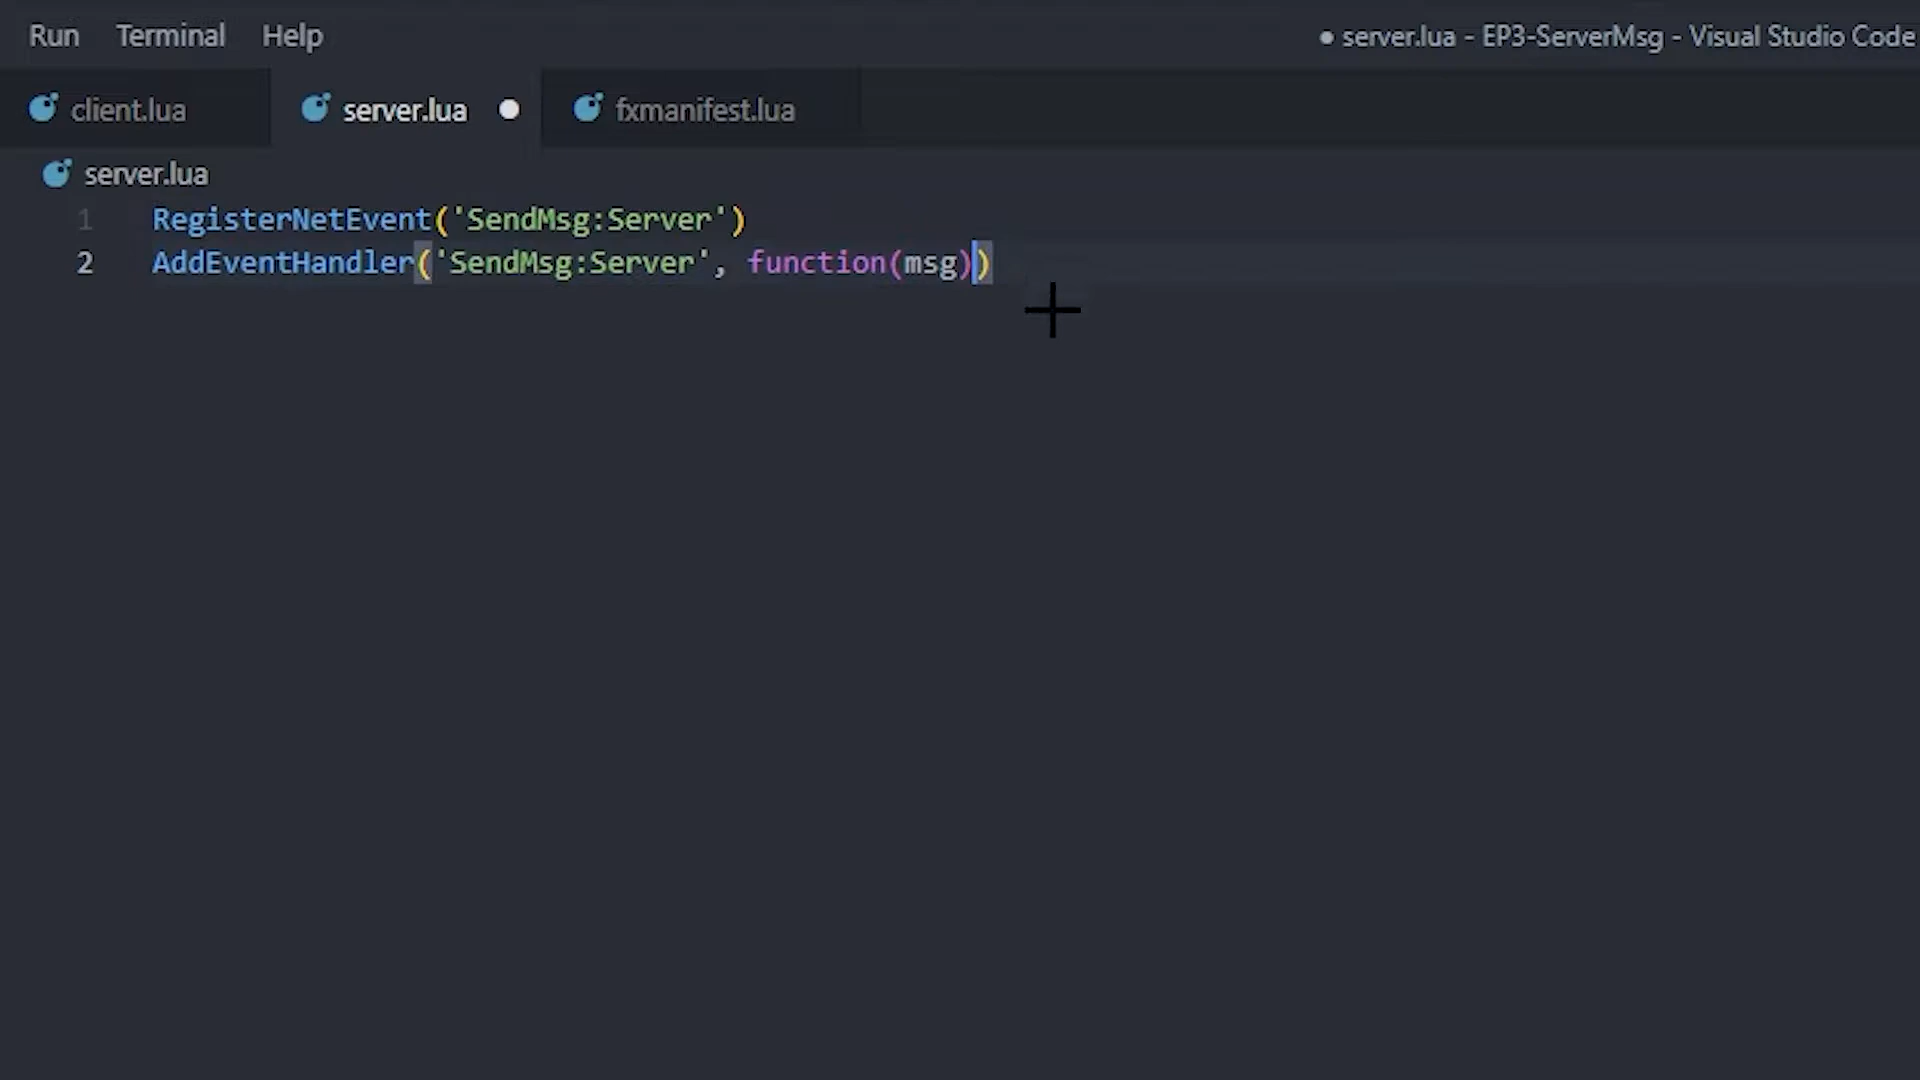 Run Terminal Help
● server.lua - EP3-ServerMsg - Visual Studio Code
client.lua server.lua ● fxmanifest.lua
server.lua
1 RegisterNetEvent('SendMsg:Server')
2 AddEventHandler('SendMsg:Server', function(msg))